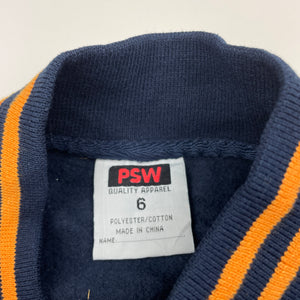 PSW
QUALITY APPAREL
6
POLYESTER/COTTON
MADE IN CHINA
NAME: